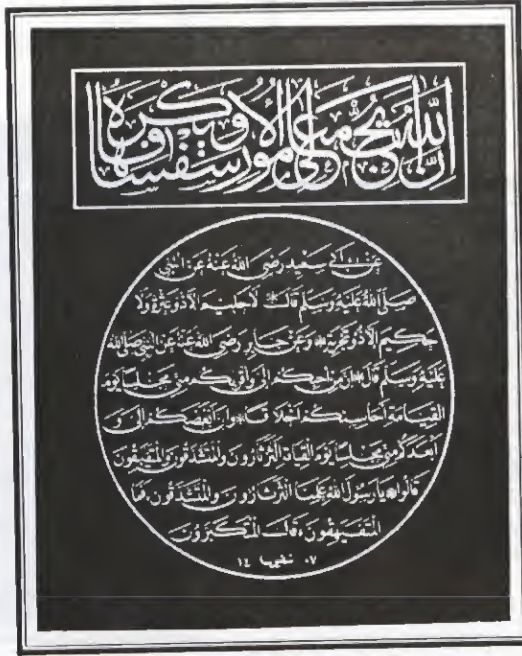 إن الله يحب معالي الأمور ويكره سفسافها
عن أبي سعيد رضي الله عنه عن النبي
صلى الله عليه وسلم قال لا حليم إلا ذو عثرة ولا
حكيم إلا ذو تجربة وعن جابر رضي الله عنه عن النبي صلى الله
عليه وسلم قال إن من أحبكم إلي وأقربكم مني مجلسا يوم
القيامة أحاسنكم أخلاقا وإن أبغضكم إلي و
أبعدكم مني مجلسا يوم القيامة الثرثارون والمتشدقون والمتفيهقون
قالوا يا رسول الله علمنا الثرثارون والمتشدقون فما
المتفيهقون قال المتكبرون